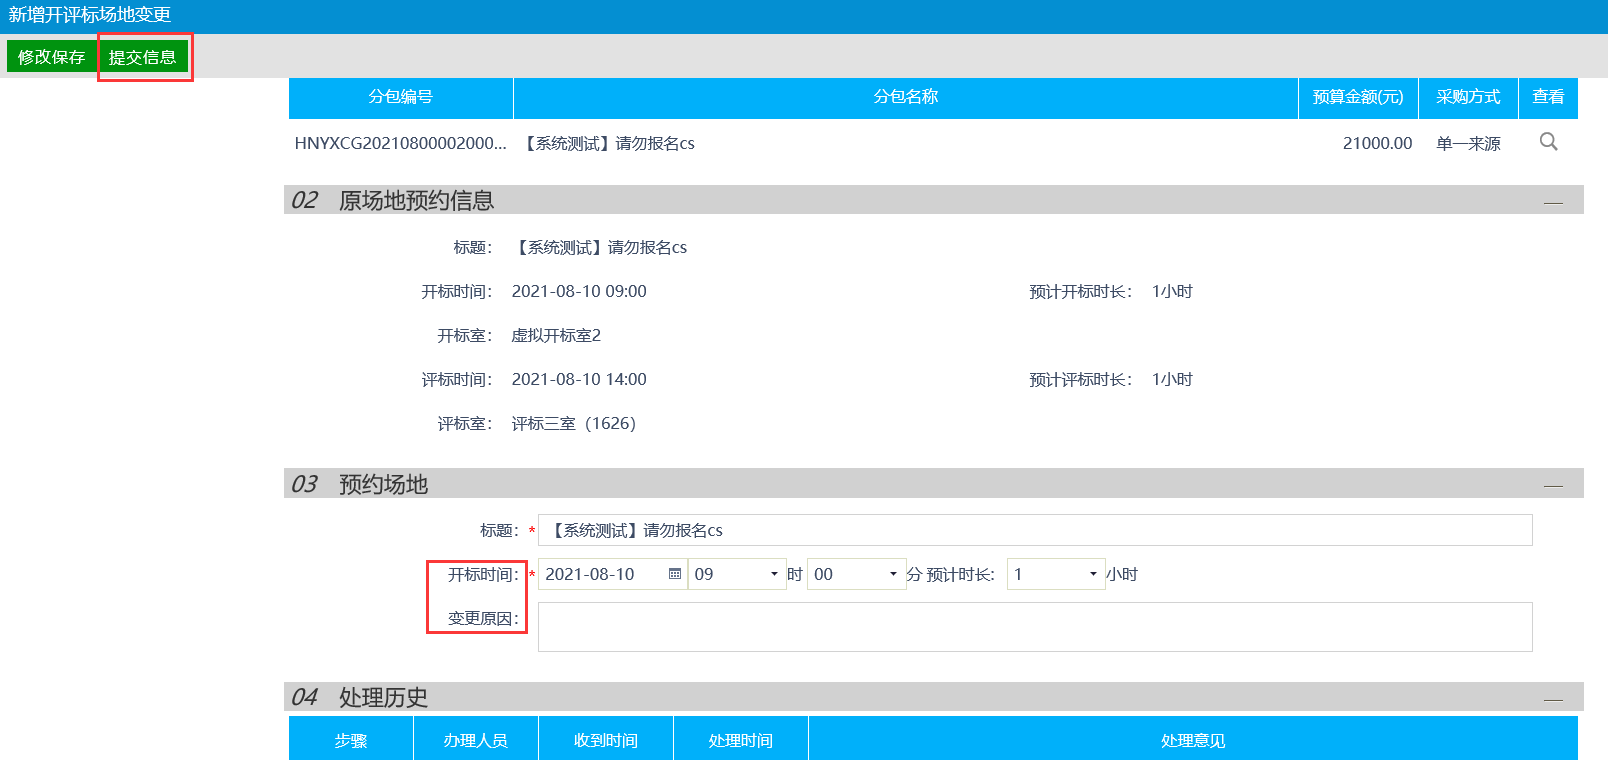 新增开评标场地变更
修改保存 提交信息
分包编号 分包名称 预算金额(元) 采购方式 查看
HNYXCG20210800002000... 【系统测试】请勿报名cs 21000.00 单一来源
02 原场地预约信息
标题： 【系统测试】请勿报名cs
开标时间： 2021-08-10 09:00 预计开标时长： 1小时
开标室： 虚拟开标室2
评标时间： 2021-08-10 14:00 预计评标时长： 1小时
评标室： 评标三室（1626）
03 预约场地
标题：* 【系统测试】请勿报名cs
开标时间：* 2021-08-10 09 时 00 分 预计时长: 1 小时
变更原因：
04 处理历史
步骤 办理人员 收到时间 处理时间 处理意见